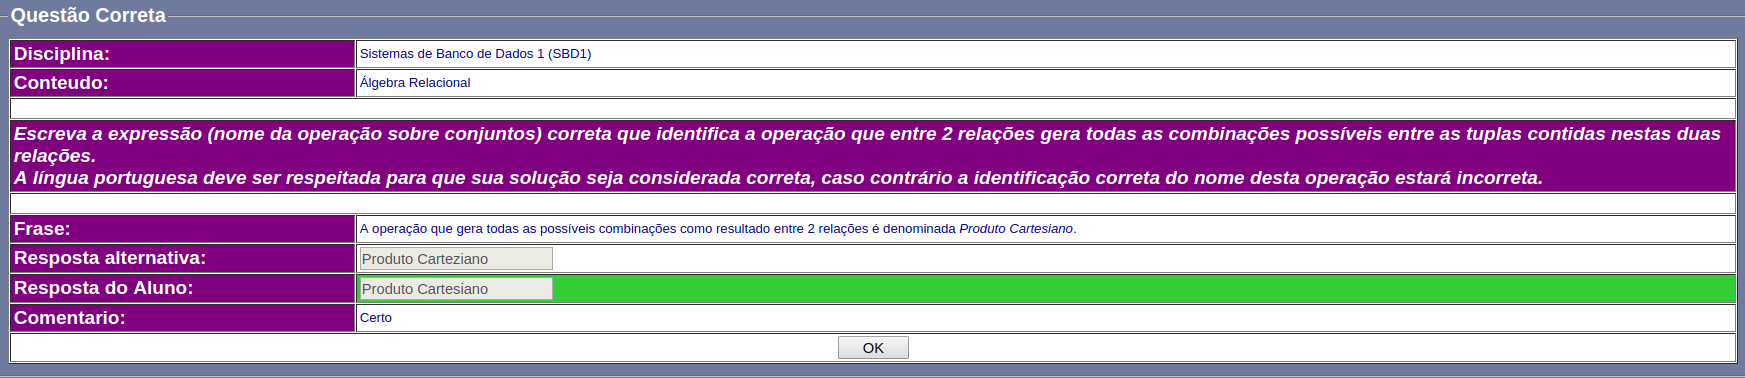 Questão Correta
Disciplina: Sistemas de Banco de Dados 1 (SBD1)
Conteudo: Álgebra Relacional
Escreva a expressão (nome da operação sobre conjuntos) correta que identifica a operação que entre 2 relações gera todas as combinações possíveis entre as tuplas contidas nestas duas
relações.
A língua portuguesa deve ser respeitada para que sua solução seja considerada correta, caso contrário a identificação correta do nome desta operação estará incorreta.
Frase: A operação que gera todas as possíveis combinações como resultado entre 2 relações é denominada Produto Cartesiano.
Resposta alternativa: Produto Carteziano
Resposta do Aluno: Produto Cartesiano
Comentario: Certo
OK